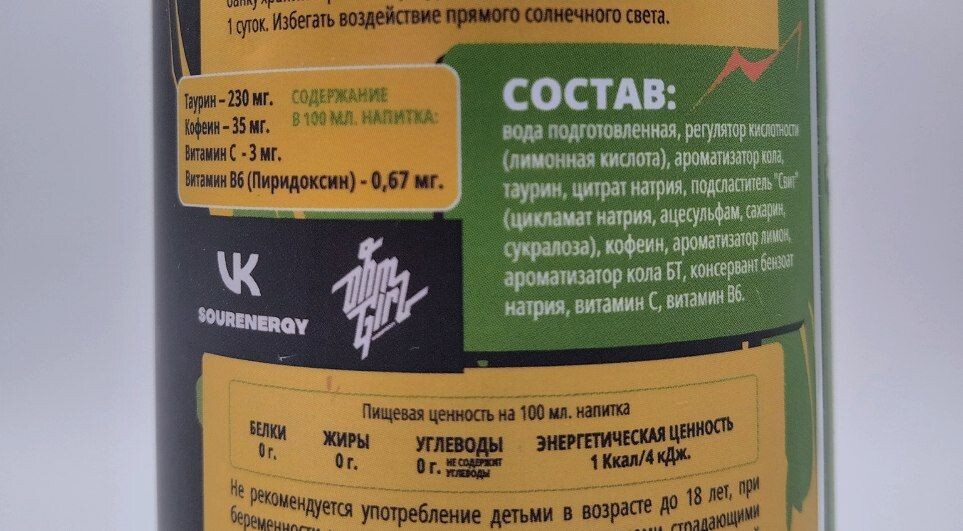 1 суток. Избегать воздействие прямого солнечного света.
Таурин – 230 мг.
Кофеин – 35 мг.
Витамин С - 3 мг.
Витамин В6 (Пиридоксин) - 0,67 мг.
СОДЕРЖАНИЕ
В 100 МЛ. НАПИТКА:
СОСТАВ:
вода подготовленная, регулятор кислотности
(лимонная кислота), ароматизатор кола,
таурин, цитрат натрия, подсластитель "Свит"
(цикламат натрия, ацесульфам, сахарин,
сукралоза), кофеин, ароматизатор лимон,
ароматизатор кола БТ, консервант бензоат
натрия, витамин С, витамин В6.
VK
SOURENERGY
Пищевая ценность на 100 мл. напитка
БЕЛКИ
0 г.
ЖИРЫ
0 г.
УГЛЕВОДЫ
0 г. НЕ СОДЕРЖИТ
УГЛЕВОДЫ
ЭНЕРГЕТИЧЕСКАЯ ЦЕННОСТЬ
1 Ккал/4 кДж.
Не рекомендуется употребление детьми в возрасте до 18 лет, при
беременности страдающими